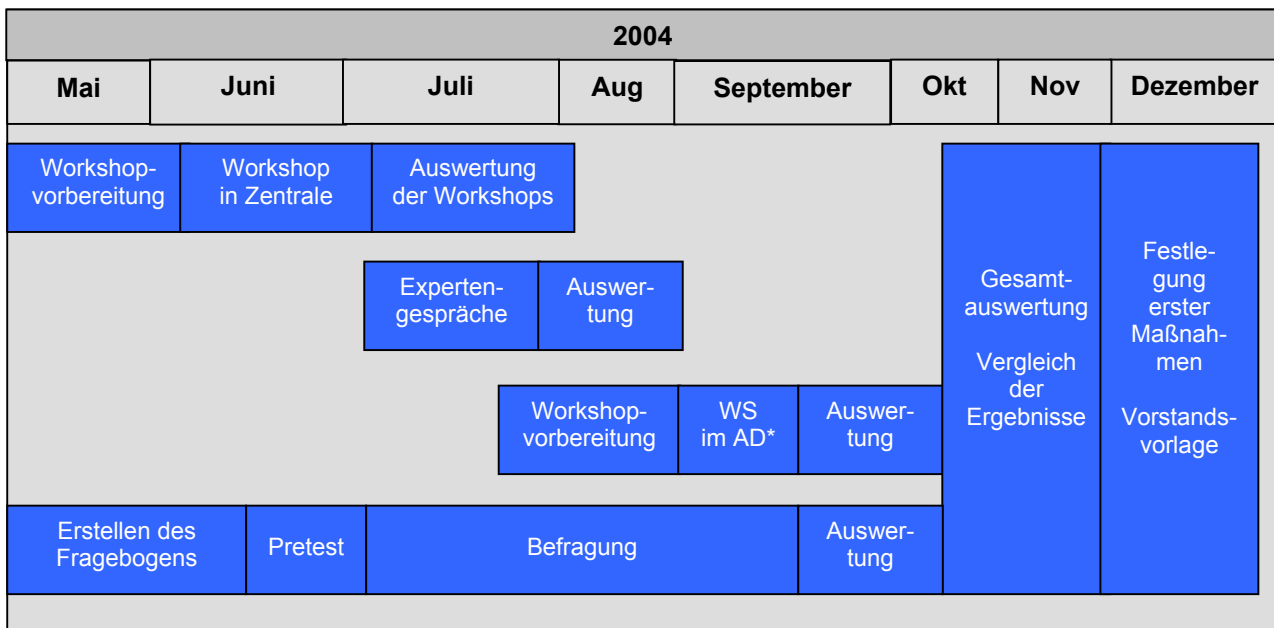 2004
Mai Juni Juli Aug September Okt Nov Dezember
Workshop-
vorbereitung
Workshop
in Zentrale
Auswertung
der Workshops
Experten-
gespräche
Auswer-
tung
Workshop-
vorbereitung
WS
im AD*
Auswer-
tung
Erstellen des
Fragebogens
Pretest
Befragung
Auswer-
tung
Gesamt-
auswertung
Vergleich
der
Ergebnisse
Festle-
gung
erster
Maßnah-
men
Vorstands-
vorlage